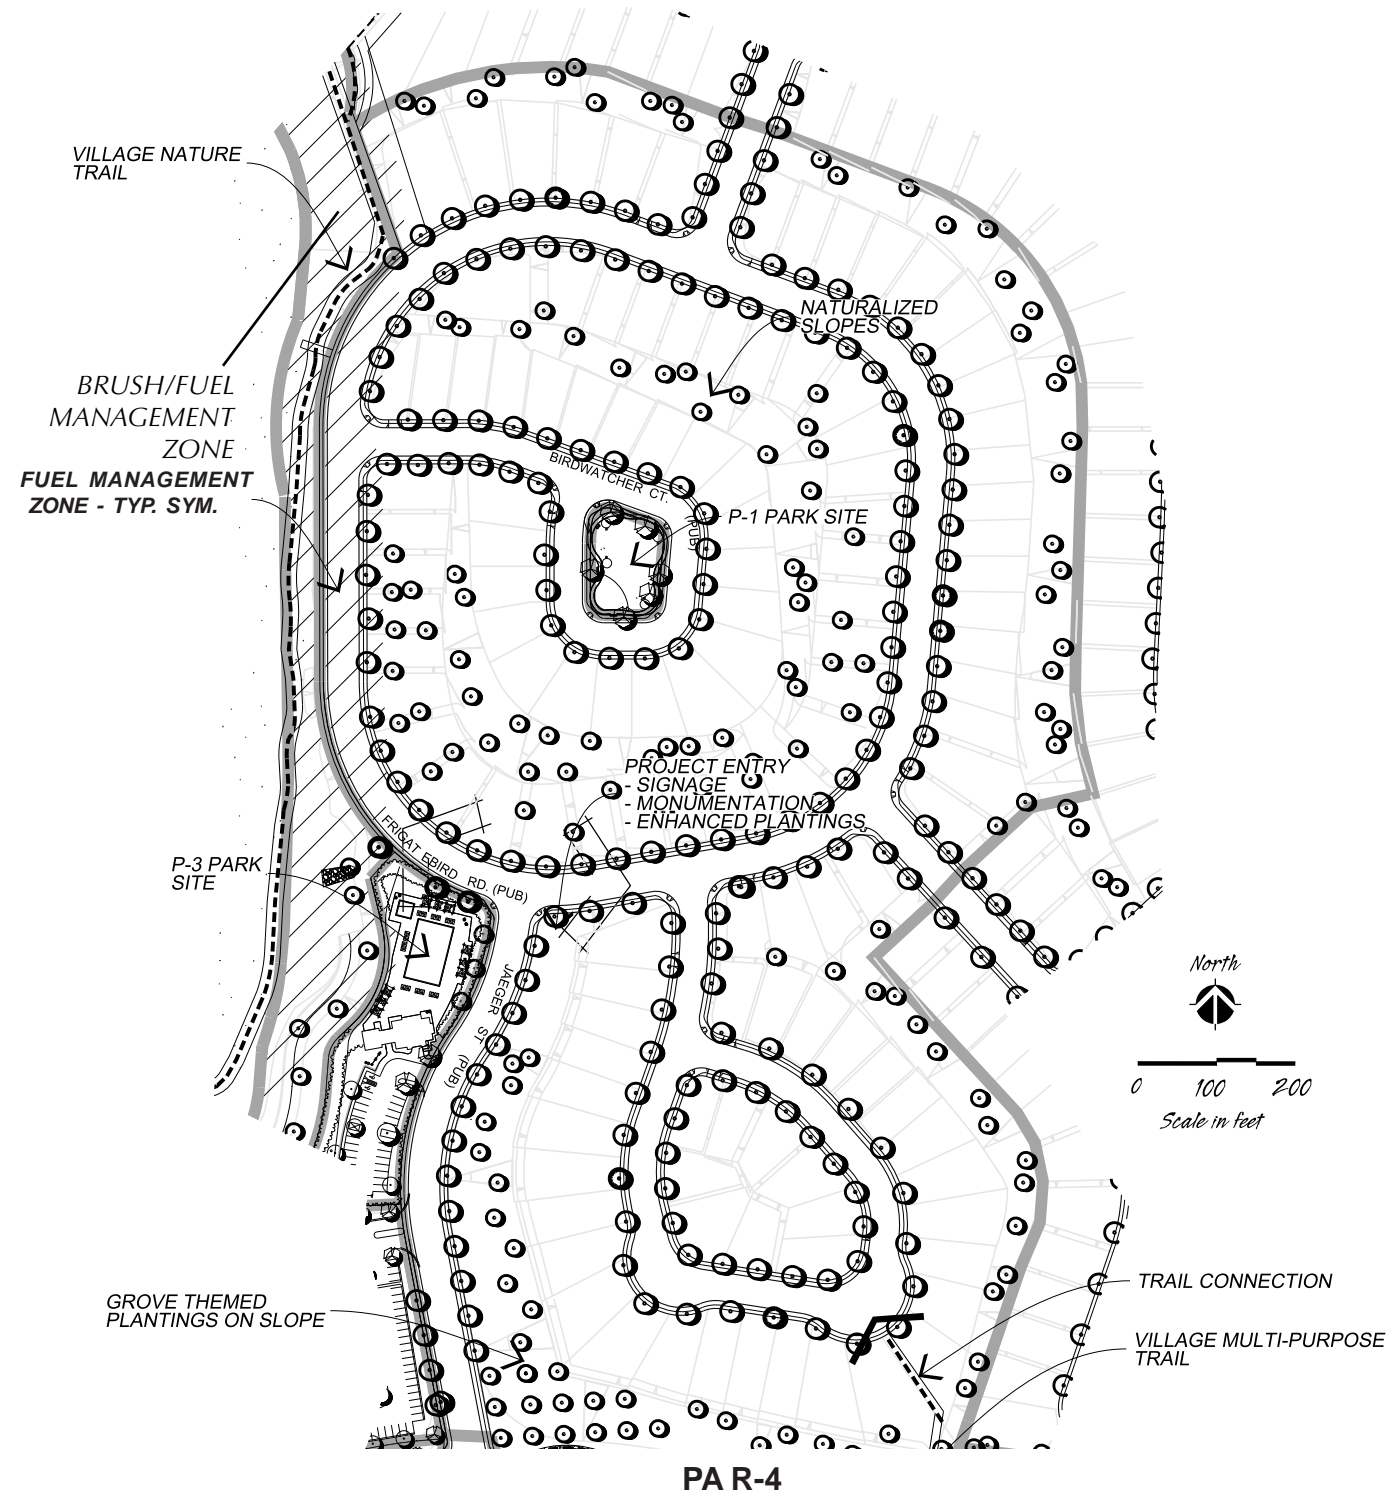 VILLAGE NATURE
TRAIL
NATURALIZED
SLOPES
BRUSH/FUEL
MANAGEMENT
ZONE
FUEL MANAGEMENT
ZONE - TYP. SYM.
BIRDWATCHER CT.
(PUB)
P-1 PARK SITE
PROJECT ENTRY
- SIGNAGE
- MONUMENTATION
- ENHANCED PLANTINGS
P-3 PARK
SITE
RD. (PUB)
JAEGER ST (PUB)
North
0 100 200
Scale in feet
GROVE THEMED
PLANTINGS ON SLOPE
TRAIL CONNECTION
VILLAGE MULTI-PURPOSE
TRAIL
PA R-4